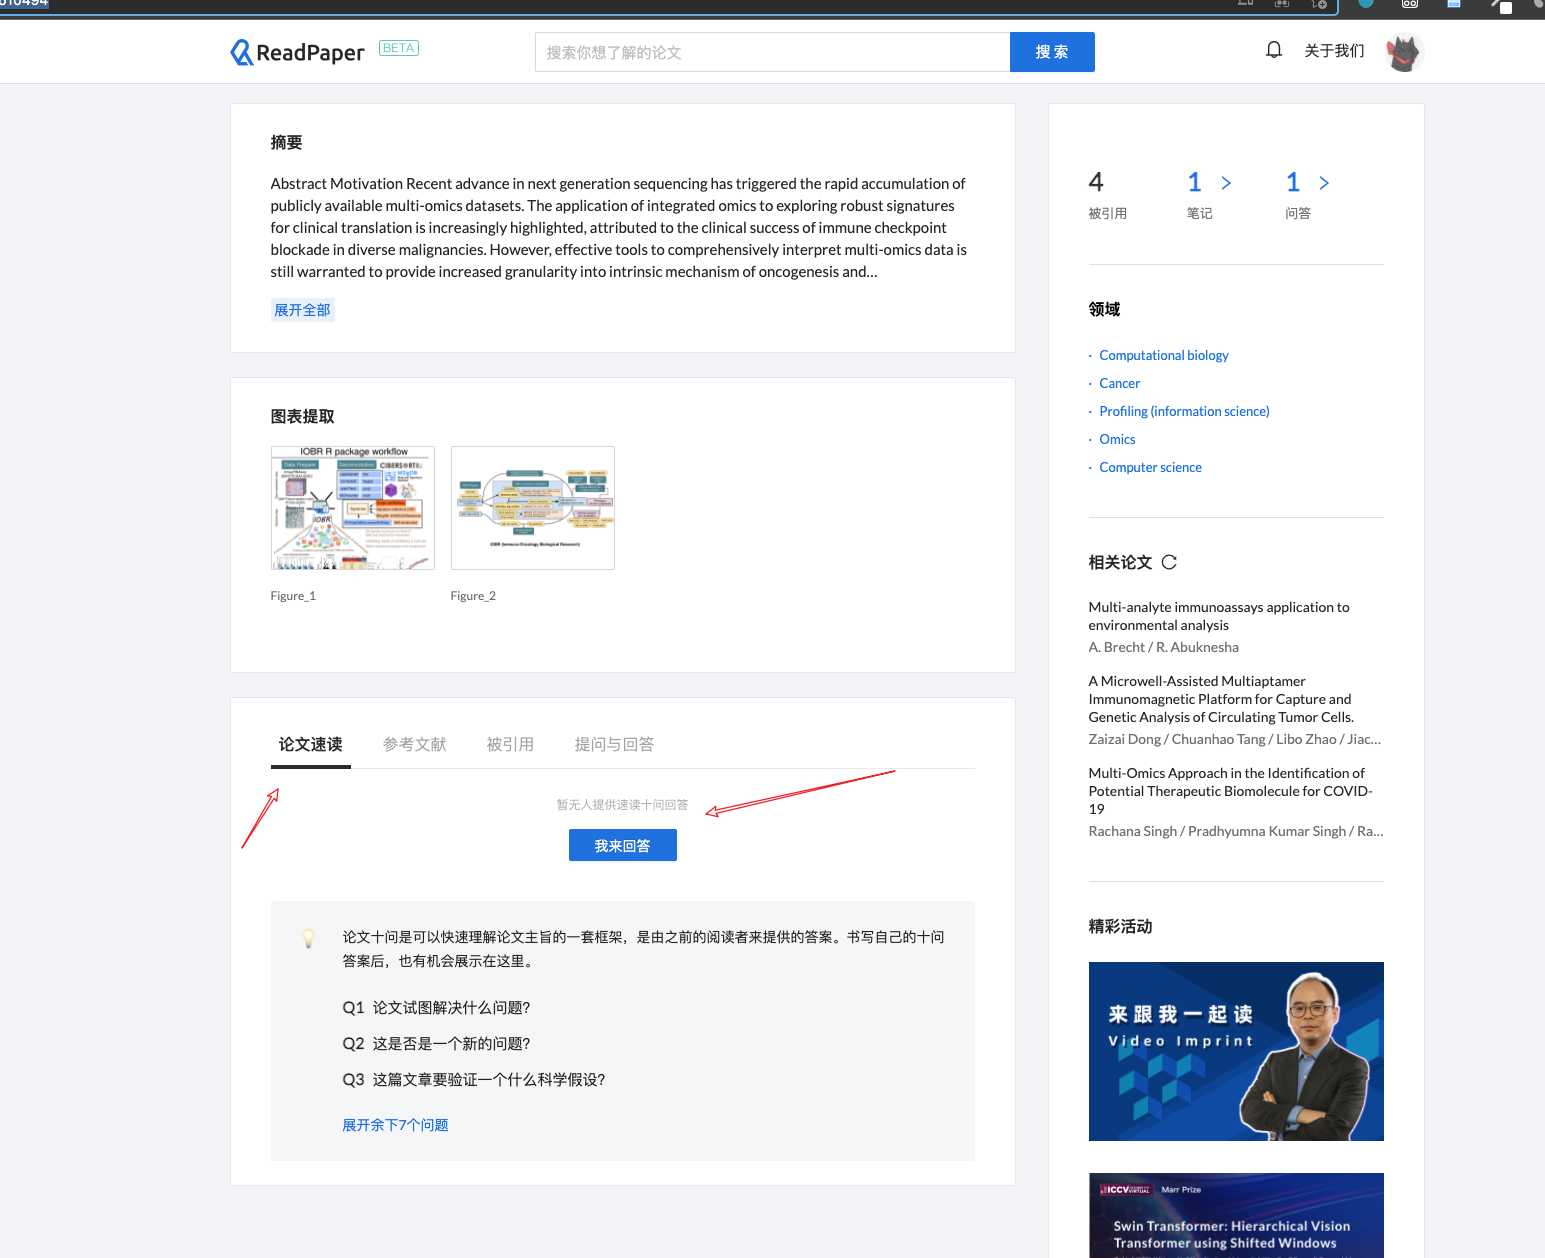 ReadPaper BETA
搜索你想了解的论文
搜 索
关于我们
摘要
Abstract Motivation Recent advance in next generation sequencing has triggered the rapid accumulation of
publicly available multi-omics datasets. The application of integrated omics to exploring robust signatures
for clinical translation is increasingly highlighted, attributed to the clinical success of immune checkpoint
blockade in diverse malignancies. However, effective tools to comprehensively interpret multi-omics data is
still warranted to provide increased granularity into intrinsic mechanism of oncogenesis and...
展开全部
图表提取
IOBR R package workflow
Data Prepare
Deconvolution
IOBR
IOBR (Immuno-Oncology Biological Research)
Figure_1
Figure_2
论文速读
参考文献
被引用
提问与回答
暂无人提供速读十问回答
我来回答
论文十问是可以快速理解论文主旨的一套框架，是由之前的阅读者来提供的答案。书写自己的十问
答案后，也有机会展示在这里。
Q1 论文试图解决什么问题?
Q2 这是否是一个新的问题?
Q3 这篇文章要验证一个什么科学假设?
展开余下7个问题
4
被引用
1 >
笔记
1 >
问答
领域
· Computational biology
· Cancer
· Profiling (information science)
· Omics
· Computer science
相关论文
Multi-analyte immunoassays application to
environmental analysis
A. Brecht / R. Abuknesha
A Microwell-Assisted Multiaptamer
Immunomagnetic Platform for Capture and
Genetic Analysis of Circulating Tumor Cells.
Zaizai Dong / Chuanhao Tang / Libo Zhao / Jiac...
Multi-Omics Approach in the Identification of
Potential Therapeutic Biomolecule for COVID-
19
Rachana Singh / Pradhyumna Kumar Singh / Ra...
精彩活动
来跟我一起读
Video Imprint
ICCV VIRTUAL
Marr Prize
Swin Transformer: Hierarchical Vision
Transformer using Shifted Windows